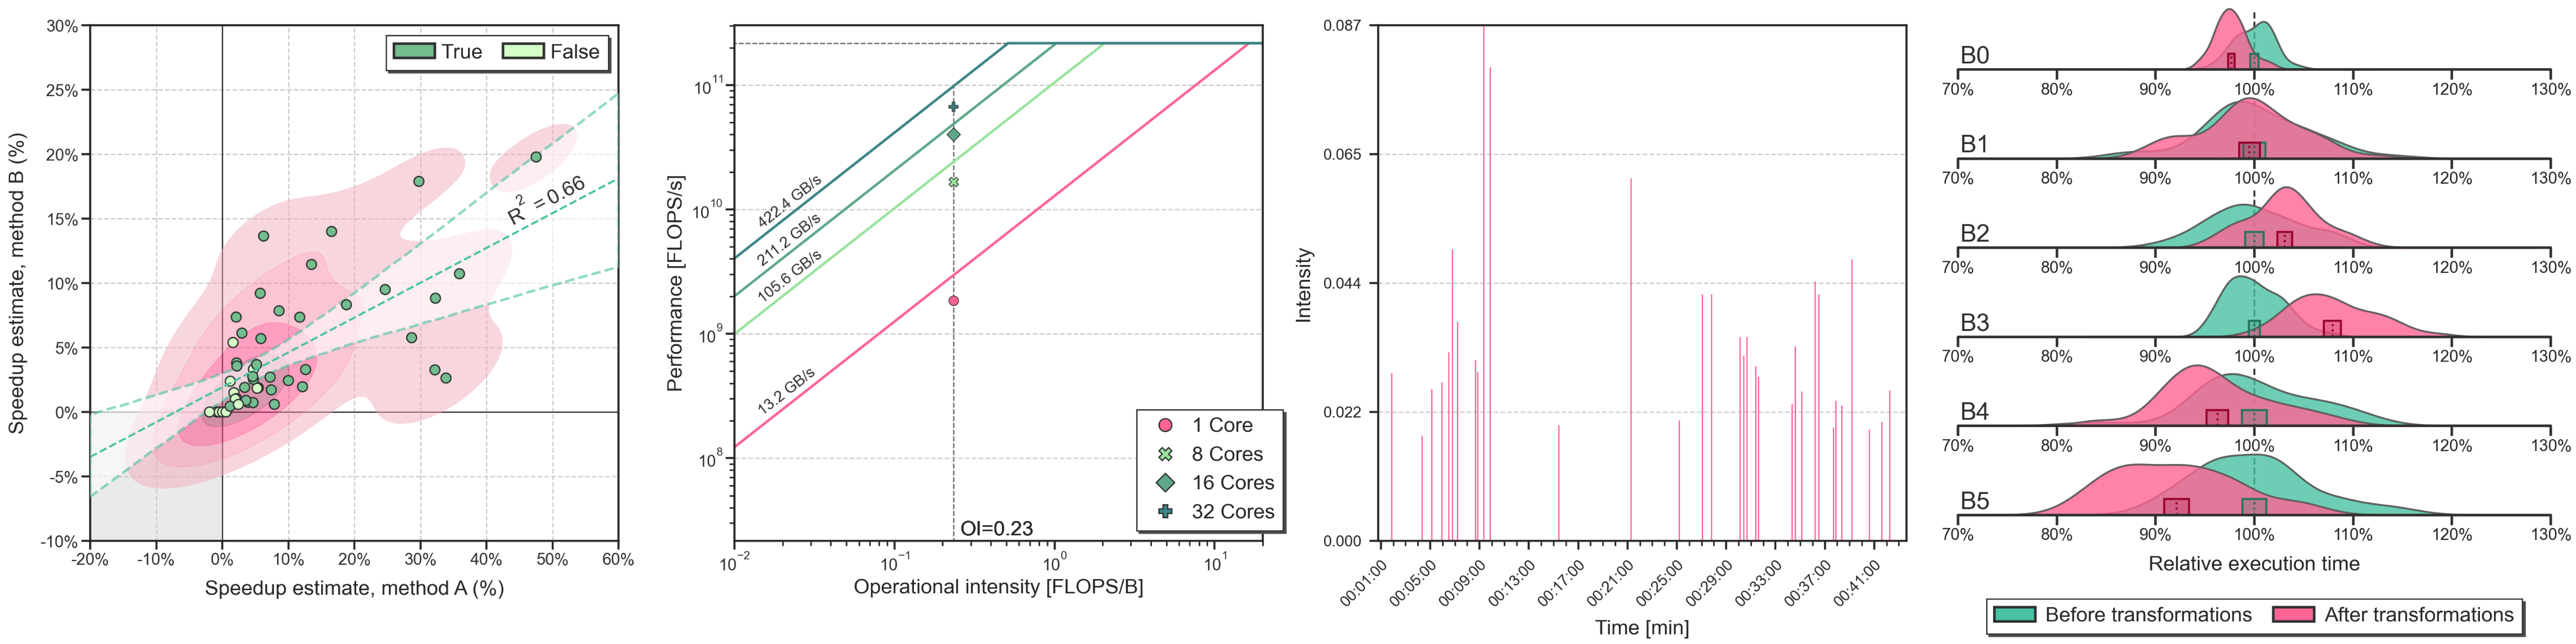 30%
25%
20%
15%
10%
5%
0%
-5%
-10%
-20% -10% 0% 10% 20% 30% 40% 50% 60%
Speedup estimate, method B (%)
Speedup estimate, method A (%)
True False
R² = 0.66
10¹¹
10¹⁰
10⁹
10⁸
10⁻² 10⁻¹ 10⁰ 10¹
Performance [FLOPS/s]
Operational intensity [FLOPS/B]
422.4 GB/s
211.2 GB/s
105.6 GB/s
13.2 GB/s
OI=0.23
1 Core
8 Cores
16 Cores
32 Cores
0.087
0.065
0.044
0.022
0.000
Intensity
00:01:00 00:05:00 00:09:00 00:13:00 00:17:00 00:21:00 00:25:00 00:29:00 00:33:00 00:37:00 00:41:00
Time [min]
B0
70% 80% 90% 100% 110% 120% 130%
B1
70% 80% 90% 100% 110% 120% 130%
B2
70% 80% 90% 100% 110% 120% 130%
B3
70% 80% 90% 100% 110% 120% 130%
B4
70% 80% 90% 100% 110% 120% 130%
B5
70% 80% 90% 100% 110% 120% 130%
Relative execution time
Before transformations After transformations